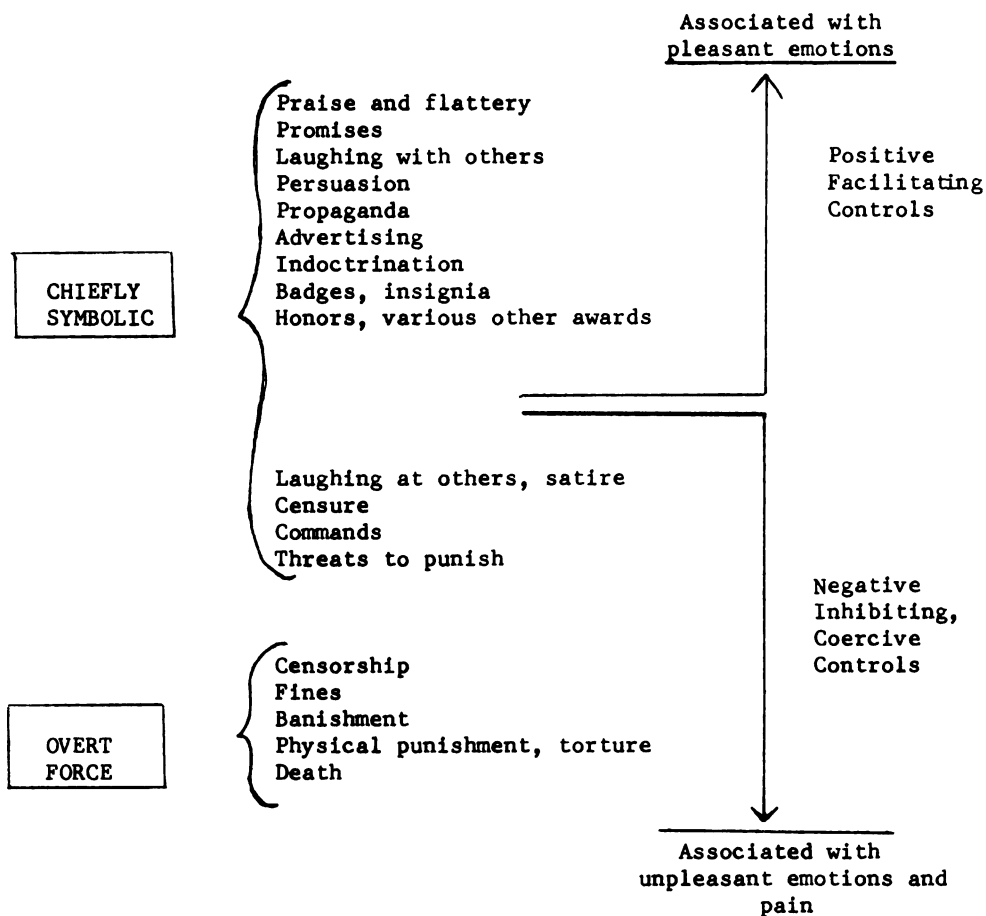 Associated with
pleasant emotions
Praise and flattery
Promises
Laughing with others
Persuasion
Propaganda
Advertising
Indoctrination
Badges, insignia
Honors, various other awards
Positive
Facilitating
Controls
CHIEFLY
SYMBOLIC
Laughing at others, satire
Censure
Commands
Threats to punish
Negative
Inhibiting,
Coercive
Controls
Censorship
Fines
Banishment
Physical punishment, torture
Death
OVERT
FORCE
Associated with
unpleasant emotions and
pain